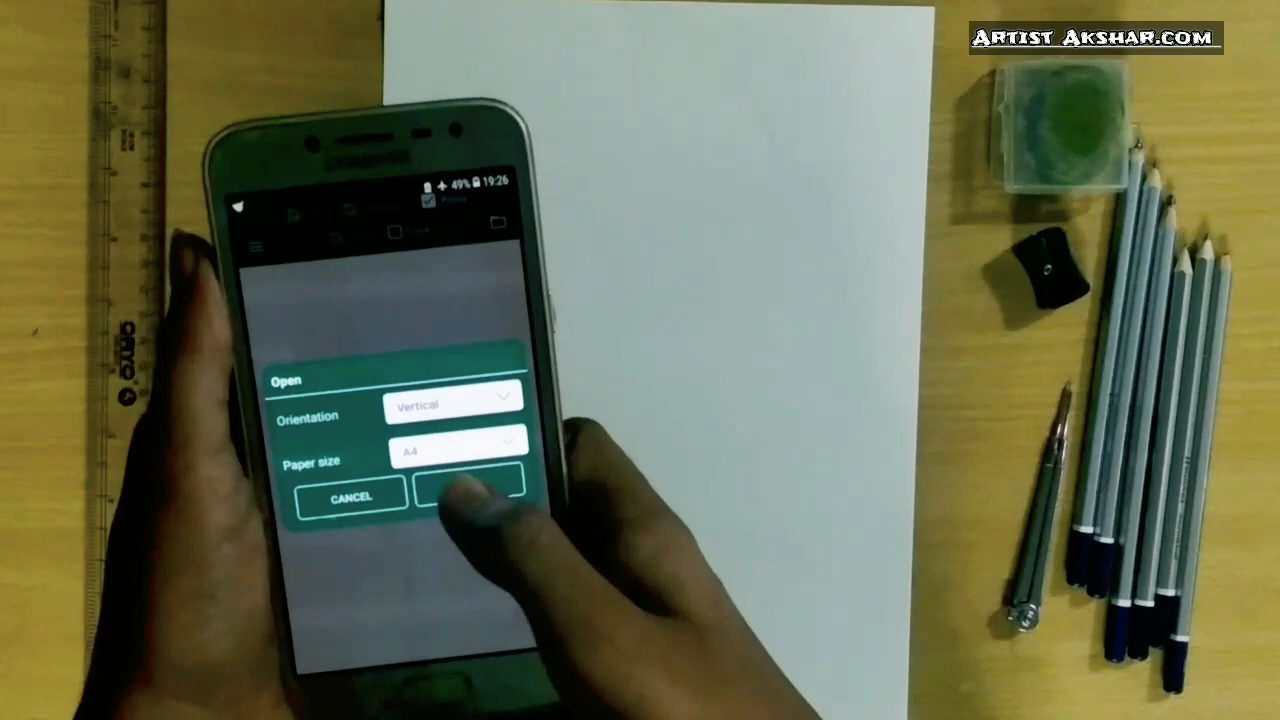 Artist Akshar.com
49% 19:26
Open
Orientation
Vertical
Paper size
A4
CANCEL